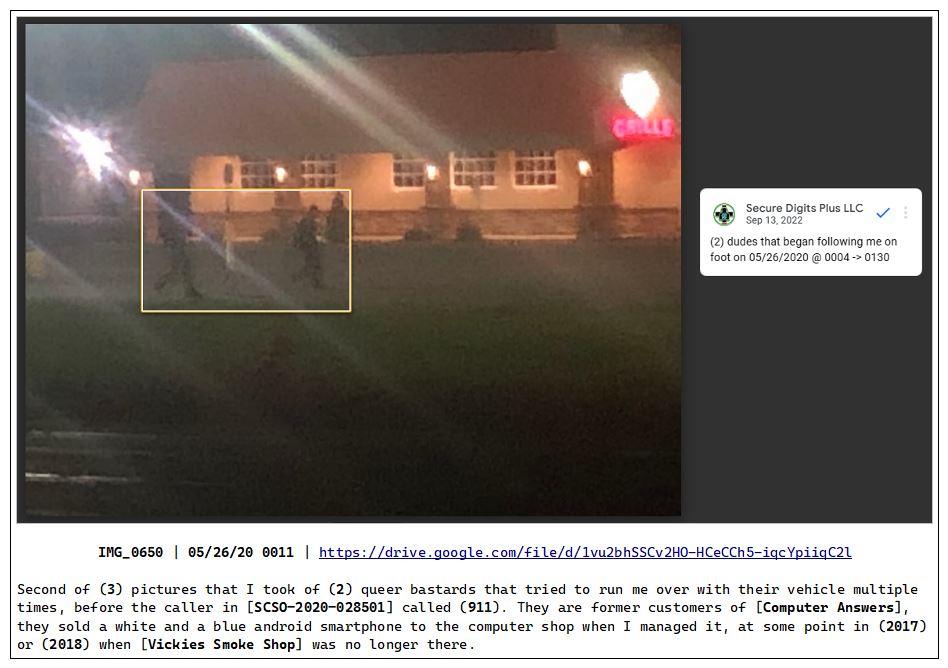 GRILLE
Secure Digits Plus LLC
Sep 13, 2022
(2) dudes that began following me on
foot on 05/26/2020 @ 0004 -> 0130
IMG_0650 | 05/26/20 0011 | https://drive.google.com/file/d/1vu2bhSSCv2HO-HCeCCh5-iqcYpiiqC2l
Second of (3) pictures that I took of (2) queer bastards that tried to run me over with their vehicle multiple
times, before the caller in [SCSO-2020-028501] called (911). They are former customers of [Computer Answers],
they sold a white and a blue android smartphone to the computer shop when I managed it, at some point in (2017)
or (2018) when [Vickies Smoke Shop] was no longer there.